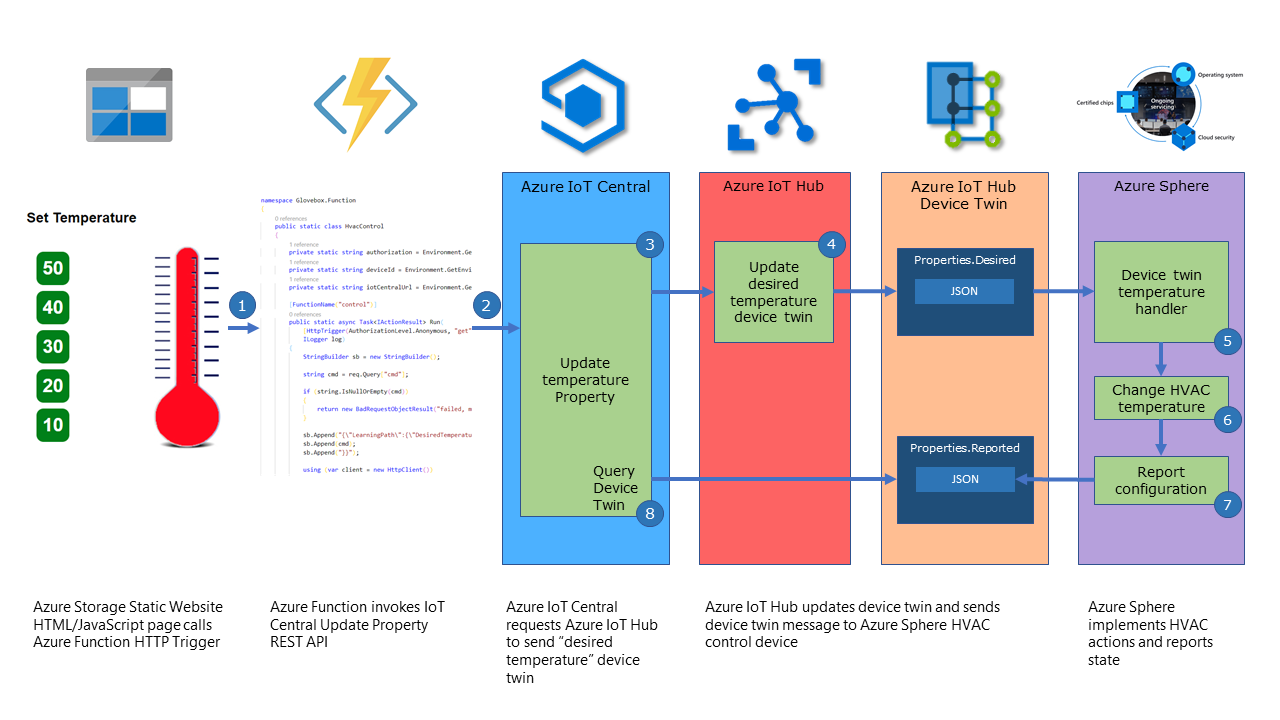 Operating system
Certified chips
Ongoing
servicing
Cloud security
Set Temperature
50
40
30
20
10
1
namespace Glovebox.Function
{
0 references
public static class HvacControl
{
1 reference
private static string authorization = Environment.Ge
1 reference
private static string deviceId = Environment.GetEnvi
1 reference
private static string iotCentralUrl = Environment.Ge
[FunctionName("control")]
0 references
public static async Task<IActionResult> Run(
[HttpTrigger(AuthorizationLevel.Anonymous, "get"
ILogger log)
{
StringBuilder sb = new StringBuilder();
string cmd = req.Query["cmd"];
if (string.IsNullOrEmpty(cmd))
{
return new BadRequestObjectResult("failed, m
}
sb.Append("{\"LearningPath\":{\"DesiredTemperatu
sb.Append(cmd);
sb.Append("}}");
using (var client = new HttpClient())
2
Azure IoT Central
3
Update
temperature
Property
Query
Device
Twin
8
Azure IoT Hub
4
Update
desired
temperature
device twin
Azure IoT Hub
Device Twin
Properties.Desired
JSON
Properties.Reported
JSON
Azure Sphere
Device twin
temperature
handler
5
Change HVAC
temperature
6
Report
configuration
7
Azure Storage Static Website
HTML/JavaScript page calls
Azure Function HTTP Trigger
Azure Function invokes IoT
Central Update Property
REST API
Azure IoT Central
requests Azure IoT Hub
to send “desired
temperature” device
twin
Azure IoT Hub updates device twin and sends
device twin message to Azure Sphere HVAC
control device
Azure Sphere
implements HVAC
actions and reports
state